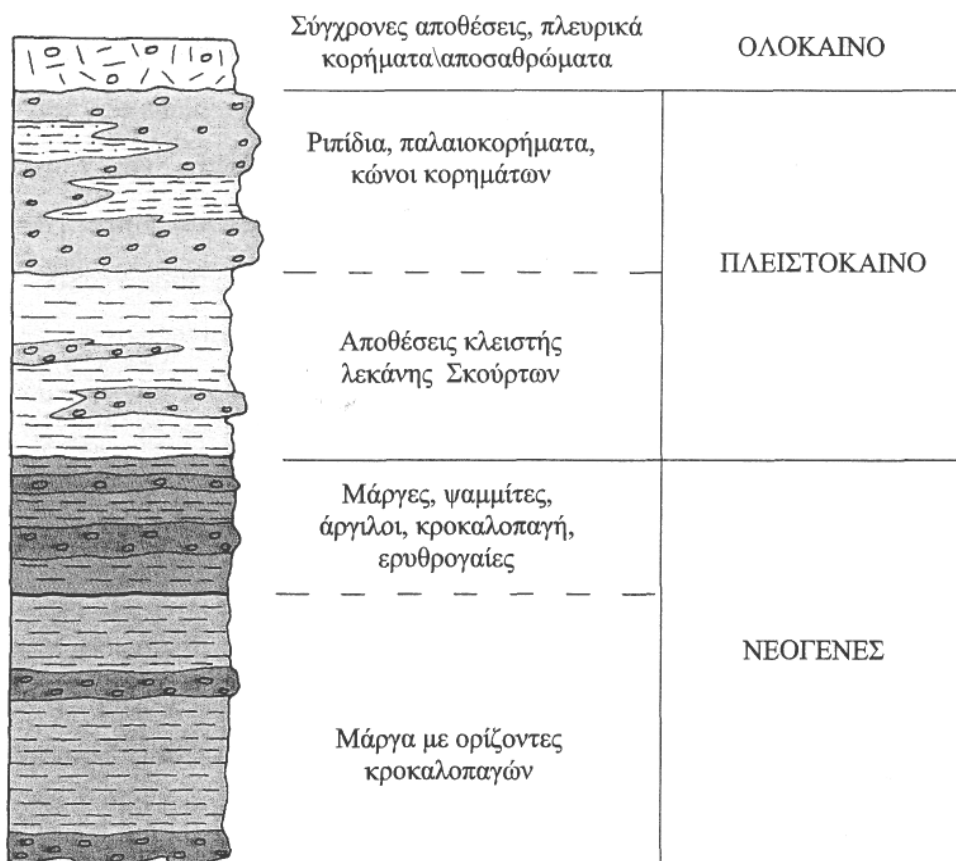 Σύγχρονες αποθέσεις, πλευρικά
κορήματα\αποσαθρώματα
ΟΛΟΚΑΙΝΟ
Ριπίδια, παλαιοκορήματα,
κώνοι κορημάτων
ΠΛΕΙΣΤΟΚΑΙΝΟ
Αποθέσεις κλειστής
λεκάνης Σκούρτων
Μάργες, ψαμμίτες,
άργιλοι, κροκαλοπαγή,
ερυθρογαίες
ΝΕΟΓΕΝΕΣ
Μάργα με ορίζοντες
κροκαλοπαγών